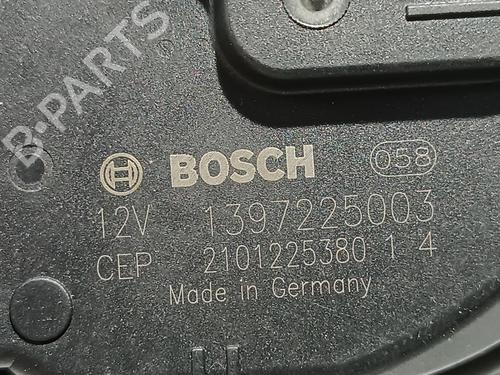 B-PARTS
BOSCH 058
12V 1397225003
CEP 2101225380 1 4
Made in Germany